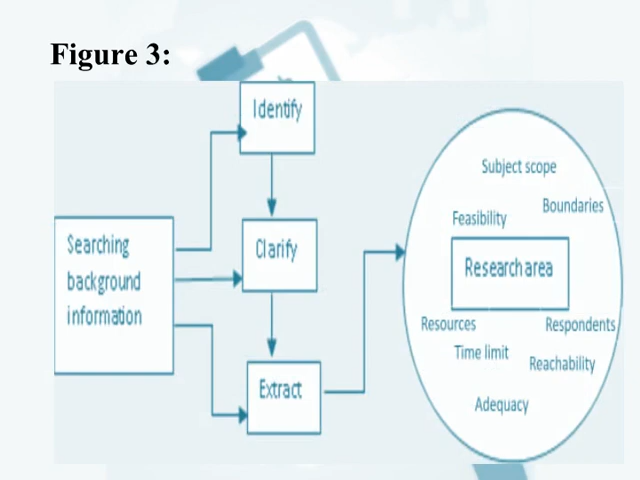 Figure 3:
Identify
Searching
background
information
Clarify
Extract
Subject scope
Boundaries
Feasibility
Research area
Resources
Respondents
Time limit
Reachability
Adequacy